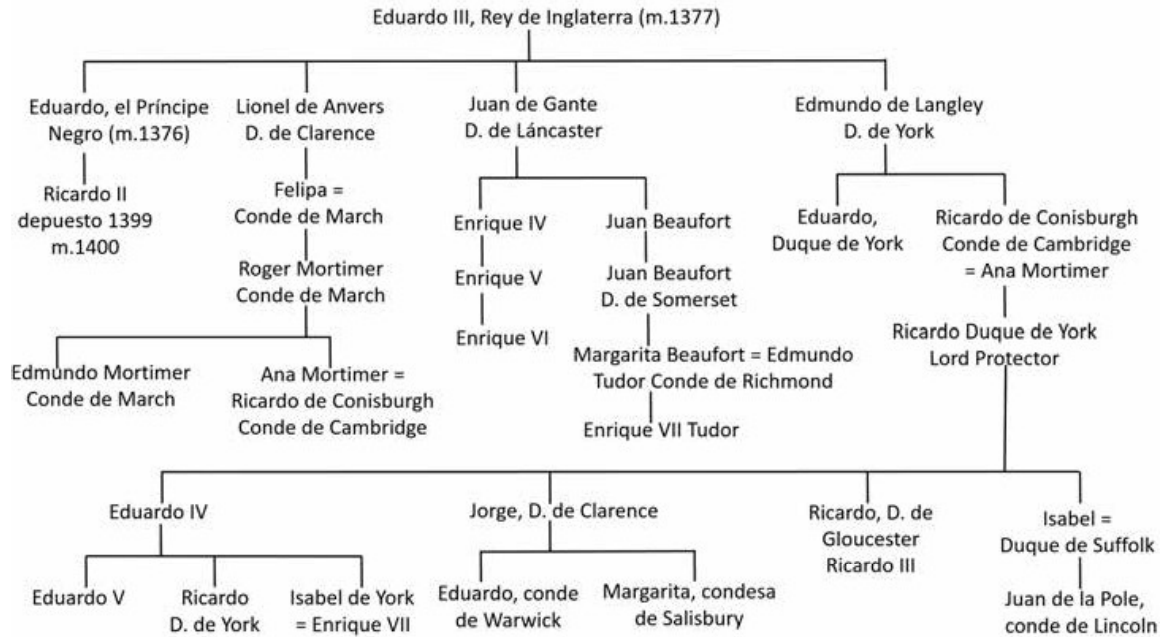 Eduardo III, Rey de Inglaterra (m.1377)
Eduardo, el Príncipe
Negro (m.1376)
Lionel de Anvers
D. de Clarence
Juan de Gante
D. de Láncaster
Edmundo de Langley
D. de York
Ricardo II
depuesto 1399
m.1400
Felipa =
Conde de March
Enrique IV
Juan Beaufort
Eduardo,
Duque de York
Ricardo de Conisburgh
Conde de Cambridge
= Ana Mortimer
Roger Mortimer
Conde de March
Enrique V
Juan Beaufort
D. de Somerset
Enrique VI
Ricardo Duque de York
Lord Protector
Edmundo Mortimer
Conde de March
Ana Mortimer =
Ricardo de Conisburgh
Conde de Cambridge
Margarita Beaufort = Edmundo
Tudor Conde de Richmond
Enrique VII Tudor
Eduardo IV
Jorge, D. de Clarence
Ricardo, D. de
Gloucester
Ricardo III
Isabel =
Duque de Suffolk
Eduardo V
Ricardo
D. de York
Isabel de York
= Enrique VII
Eduardo, conde
de Warwick
Margarita, condesa
de Salisbury
Juan de la Pole,
conde de Lincoln